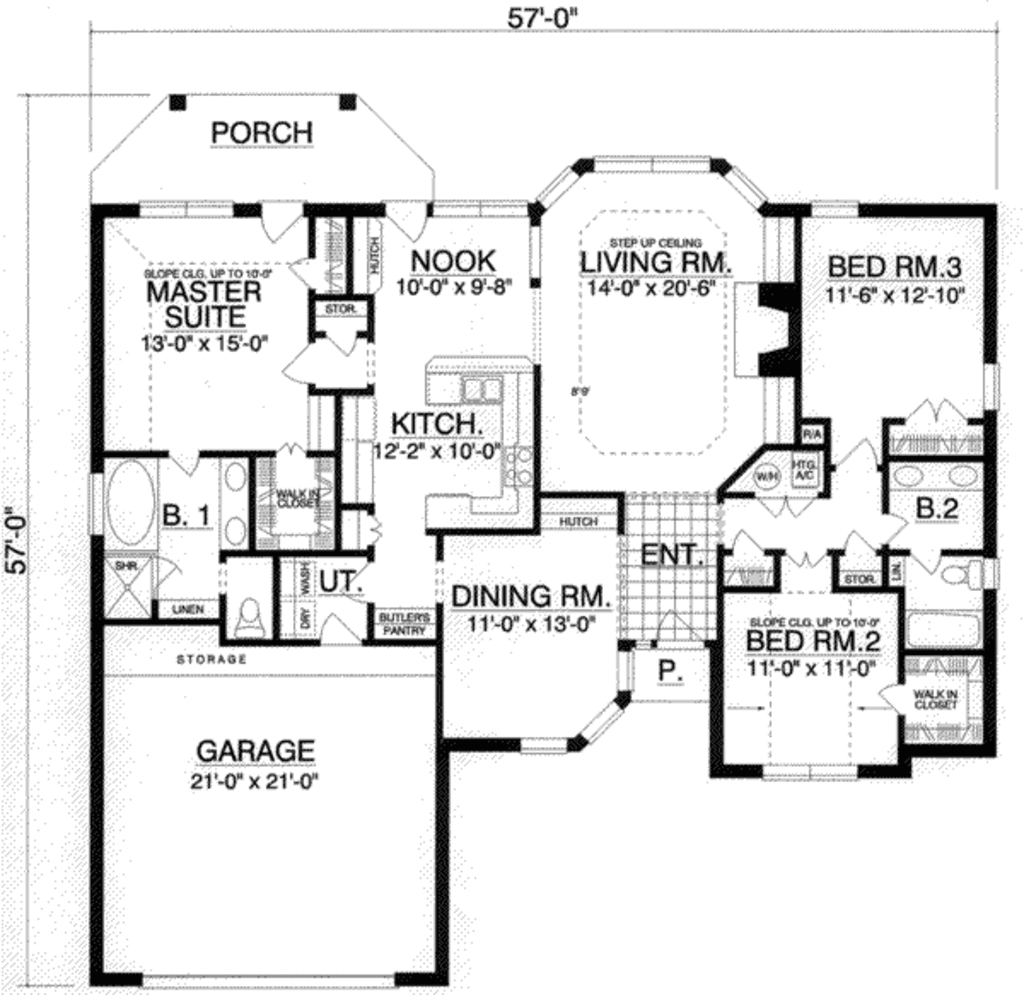 57'-0"
PORCH
HUTCH
NOOK
10'-0" x 9'-8"
STEP UP CEILING
LIVING RM.
14'-0" x 20'-6"
BED RM.3
11'-6" x 12'-10"
SLOPE CLG. UP TO 10'-0"
MASTER
SUITE
13'-0" x 15'-0"
STOR.
8'9"
KITCH.
12'-2" x 10'-0"
R/A
W/H
HTG.
A/C
WALK IN
CLOSET
B. 1
B.2
57'-0"
HUTCH
ENT.
SHR.
LINEN
UT.
WASH
DRY
BUTLER'S
PANTRY
DINING RM.
11'-0" x 13'-0"
STOR.
LIN.
SLOPE CLG. UP TO 10'-0"
BED RM.2
11'-0" x 11'-0"
P.
WALK IN
CLOSET
STORAGE
GARAGE
21'-0" x 21'-0"